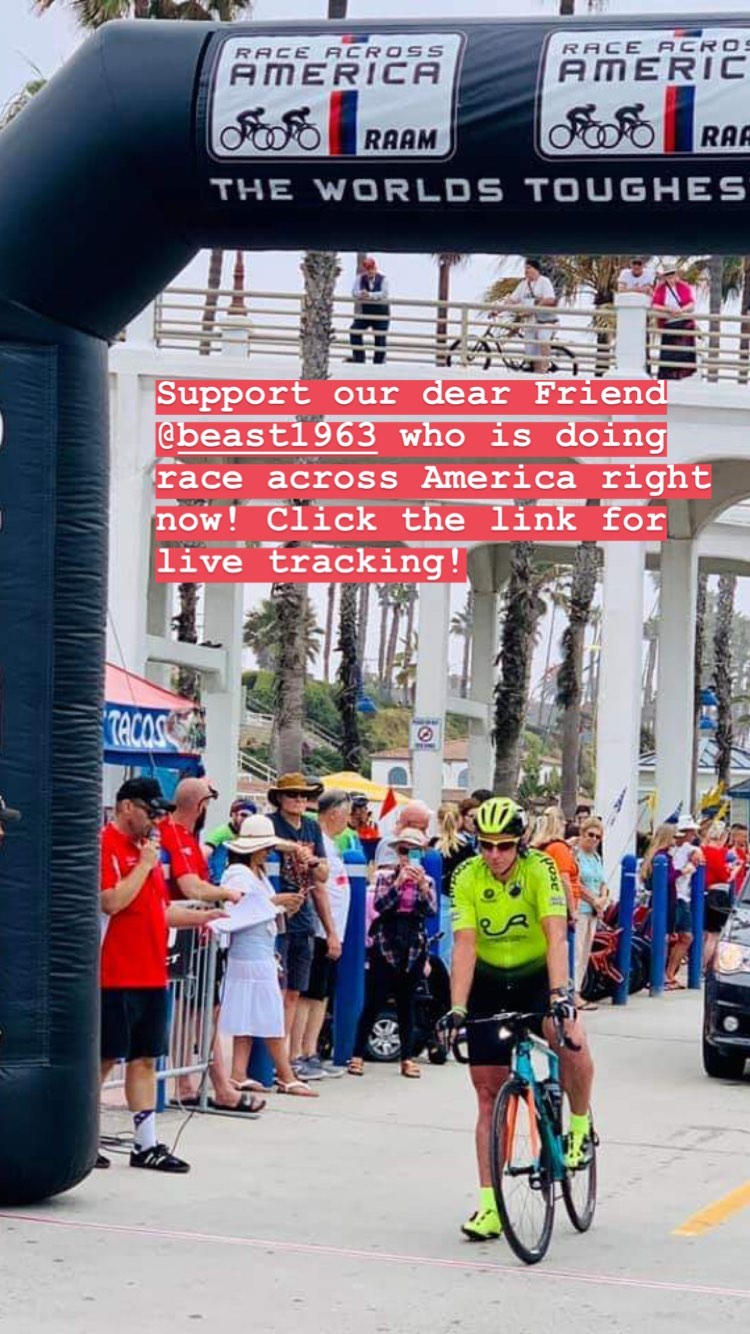 RACE ACROSS
AMERICA
RAAM
RACE ACROS
AMERIC
RAA
THE WORLDS TOUGHES
Support our dear Friend
@beast1963 who is doing
race across America right
now! Click the link for
live tracking!
TACOS